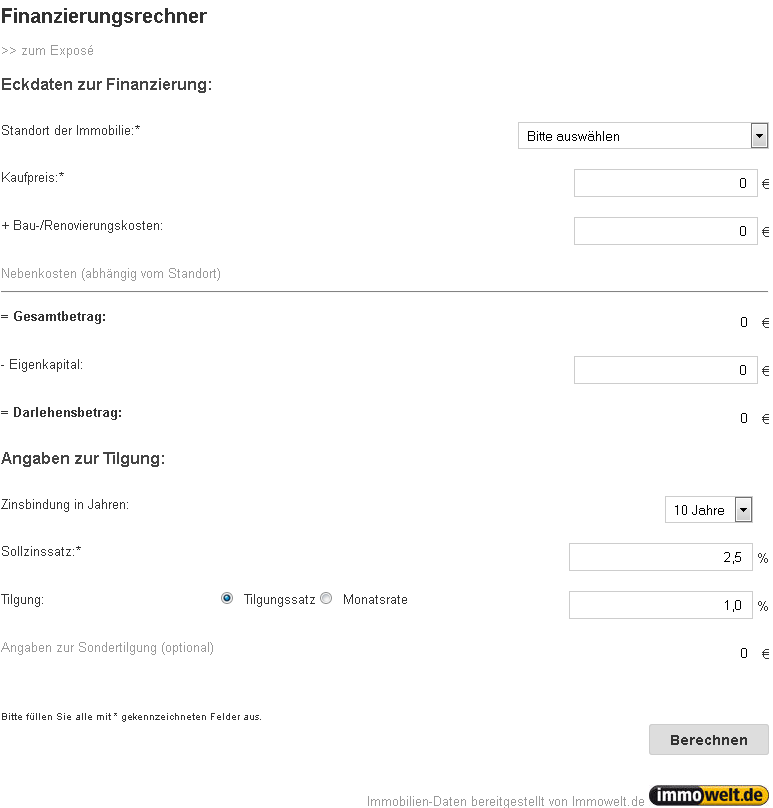 Finanzierungsrechner
>> zum Exposé
Eckdaten zur Finanzierung:
Standort der Immobilie:* Bitte auswählen
Kaufpreis:* 0 €
+ Bau-/Renovierungskosten: 0 €
Nebenkosten (abhängig vom Standort)
= Gesamtbetrag: 0 €
- Eigenkapital: 0 €
= Darlehensbetrag: 0 €
Angaben zur Tilgung:
Zinsbindung in Jahren: 10 Jahre
Sollzinssatz:* 2,5 %
Tilgung: Tilgungssatz Monatsrate 1,0 %
Angaben zur Sondertilgung (optional) 0 €
Bitte füllen Sie alle mit * gekennzeichneten Felder aus.
Berechnen
Immobilien-Daten bereitgestellt von Immowelt.de immowelt.de